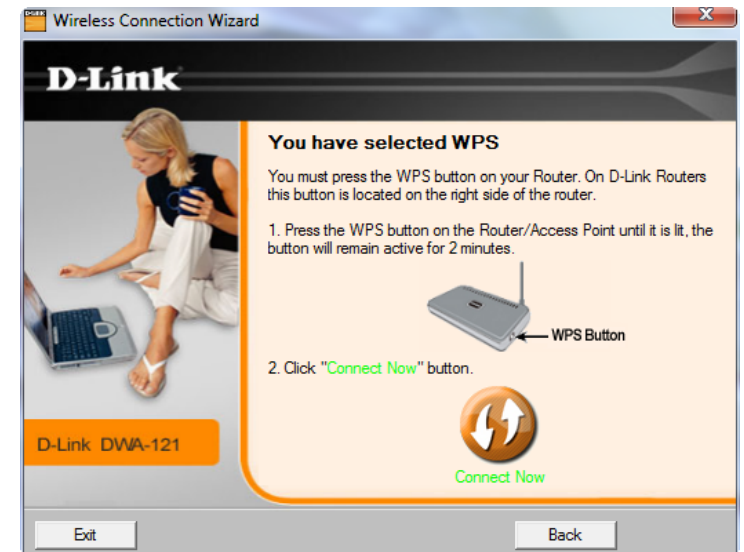 Wireless Connection Wizard
D-Link
You have selected WPS
You must press the WPS button on your Router. On D-Link Routers
this button is located on the right side of the router.
1. Press the WPS button on the Router/Access Point until it is lit, the
button will remain active for 2 minutes.
WPS Button
2. Click "Connect Now" button.
Connect Now
D-Link DWA-121
Exit
Back